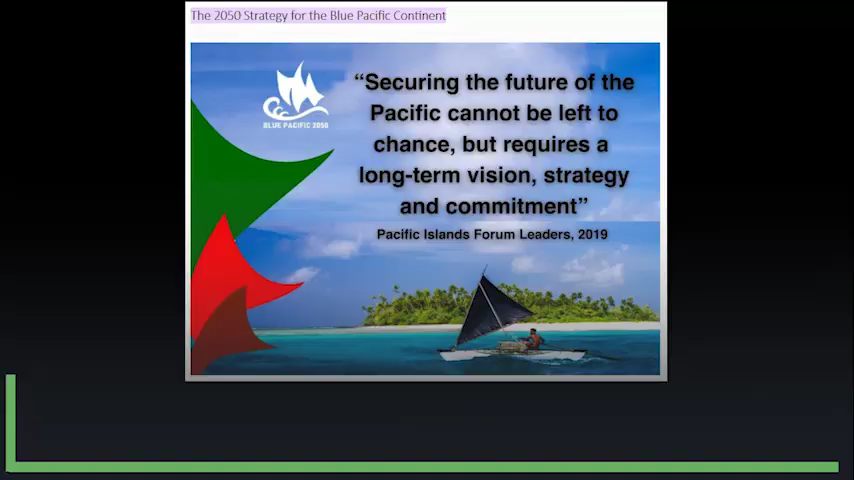 The 2050 Strategy for the Blue Pacific Continent
“Securing the future of the
Pacific cannot be left to
chance, but requires a
long-term vision, strategy
and commitment”
Pacific Islands Forum Leaders, 2019
BLUE PACIFIC 2050